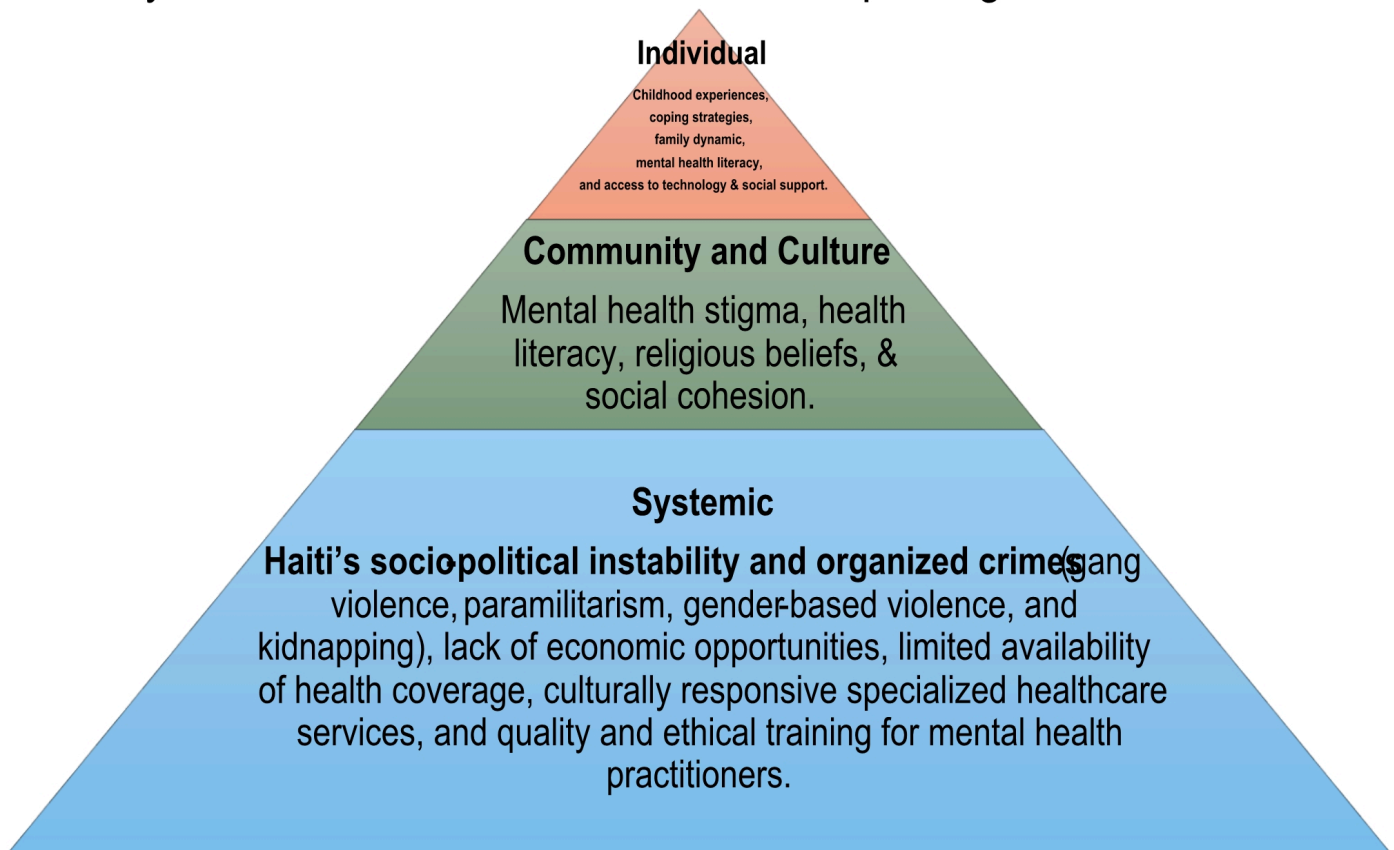 Individual
Childhood experiences,
coping strategies,
family dynamic,
mental health literacy,
and access to technology & social support.
Community and Culture
Mental health stigma, health
literacy, religious beliefs, &
social cohesion.
Systemic
Haiti’s socio-political instability and organized crimes (gang
violence, paramilitarism, gender-based violence, and
kidnapping), lack of economic opportunities, limited availability
of health coverage, culturally responsive specialized healthcare
services, and quality and ethical training for mental health
practitioners.